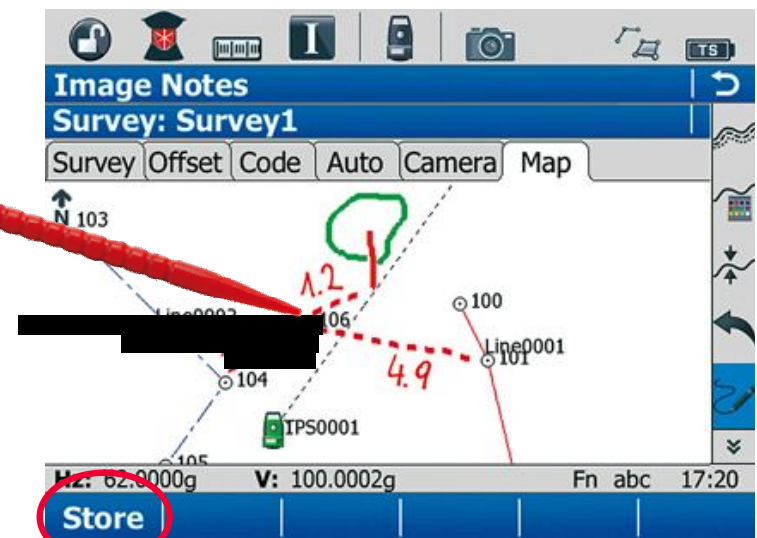 I
TS
Image Notes
Survey: Survey1
Survey Offset Code Auto Camera Map
N 103
1.2
100
106
Line0001
101
4.9
104
TPS0001
105
Hz: 62.0000g V: 100.0002g Fn abc 17:20
Store